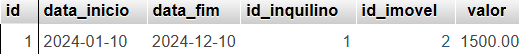 id data_inicio data_fim id_inquilino id_imovel valor
1 2024-01-10 2024-12-10 1 2 1500.00